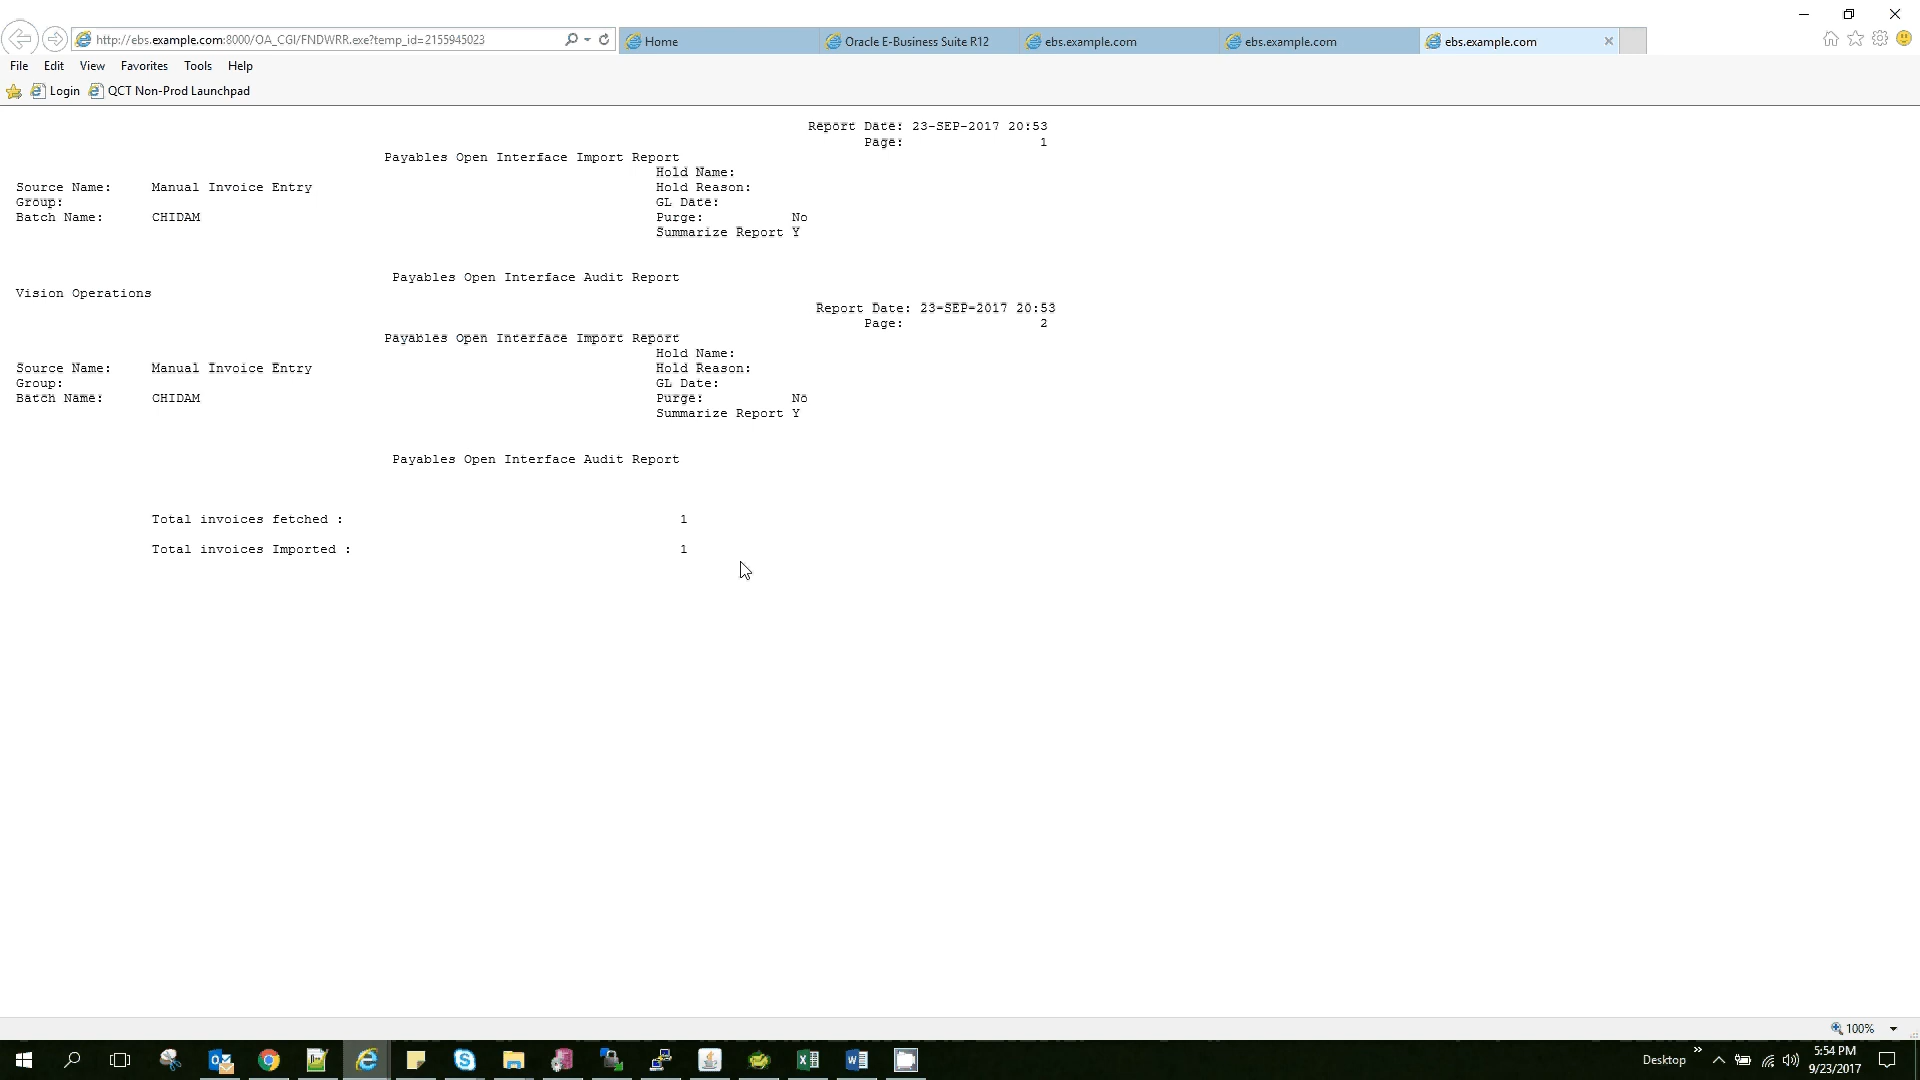 http://ebs.example.com:8000/OA_CGI/FNDWRR.exe?temp_id=2155945023
Home
Oracle E-Business Suite R12
ebs.example.com
ebs.example.com
ebs.example.com
File Edit View Favorites Tools Help
Login QCT Non-Prod Launchpad
Report Date: 23-SEP-2017 20:53
Page: 1
Payables Open Interface Import Report
Hold Name:
Source Name: Manual Invoice Entry Hold Reason:
Group: GL Date:
Batch Name: CHIDAM Purge: No
Summarize Report Y
Payables Open Interface Audit Report
Vision Operations
Report Date: 23-SEP-2017 20:53
Page: 2
Payables Open Interface Import Report
Hold Name:
Source Name: Manual Invoice Entry Hold Reason:
Group: GL Date:
Batch Name: CHIDAM Purge: No
Summarize Report Y
Payables Open Interface Audit Report
Total invoices fetched : 1
Total invoices Imported : 1
100%
Desktop
5:54 PM
9/23/2017